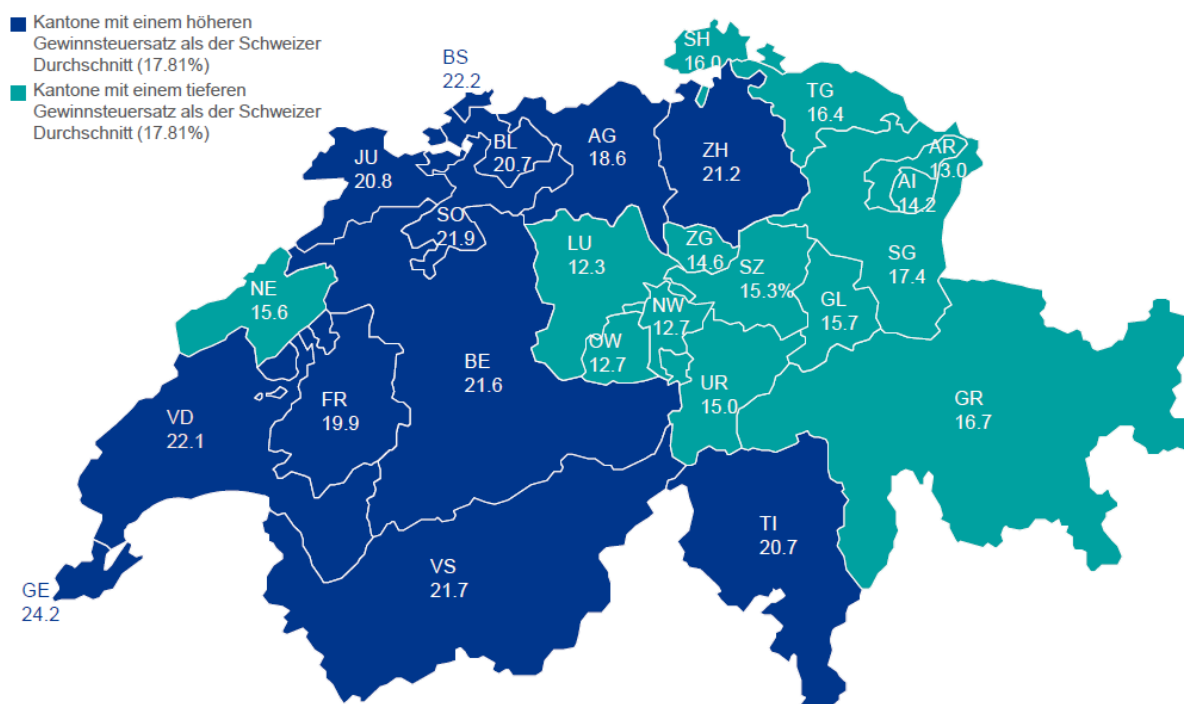 Kantone mit einem höheren
Gewinnsteuersatz als der Schweizer
Durchschnitt (17.81%)
Kantone mit einem tieferen
Gewinnsteuersatz als der Schweizer
Durchschnitt (17.81%)
SH
16.0
BS
22.2
TG
16.4
AG
18.6
BL
20.7
ZH
21.2
AR
13.0
JU
20.8
AI
14.2
SO
21.9
LU
12.3
ZG
14.6
SZ
15.3%
SG
17.4
NE
15.6
NW
12.7
GL
15.7
OW
12.7
BE
21.6
UR
15.0
FR
19.9
GR
16.7
VD
22.1
TI
20.7
VS
21.7
GE
24.2